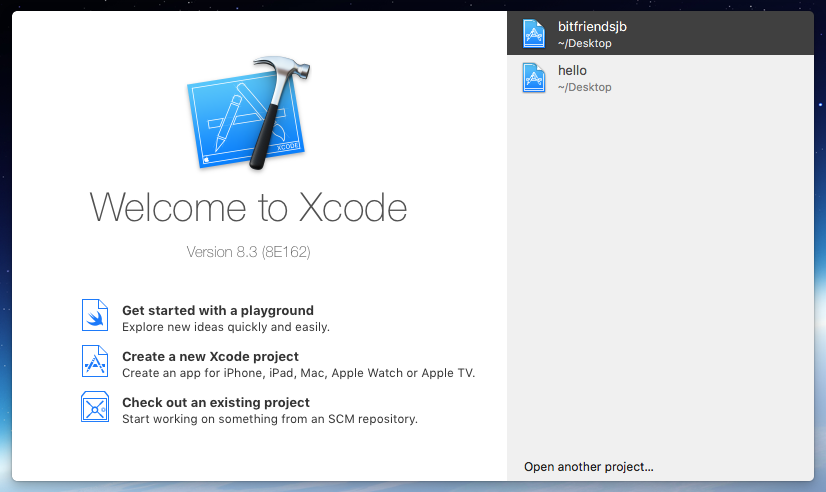 XCODE
Welcome to Xcode
Version 8.3 (8E162)
Get started with a playground
Explore new ideas quickly and easily.
Create a new Xcode project
Create an app for iPhone, iPad, Mac, Apple Watch or Apple TV.
Check out an existing project
Start working on something from an SCM repository.
bitfriendsjb
~/Desktop
hello
~/Desktop
Open another project...